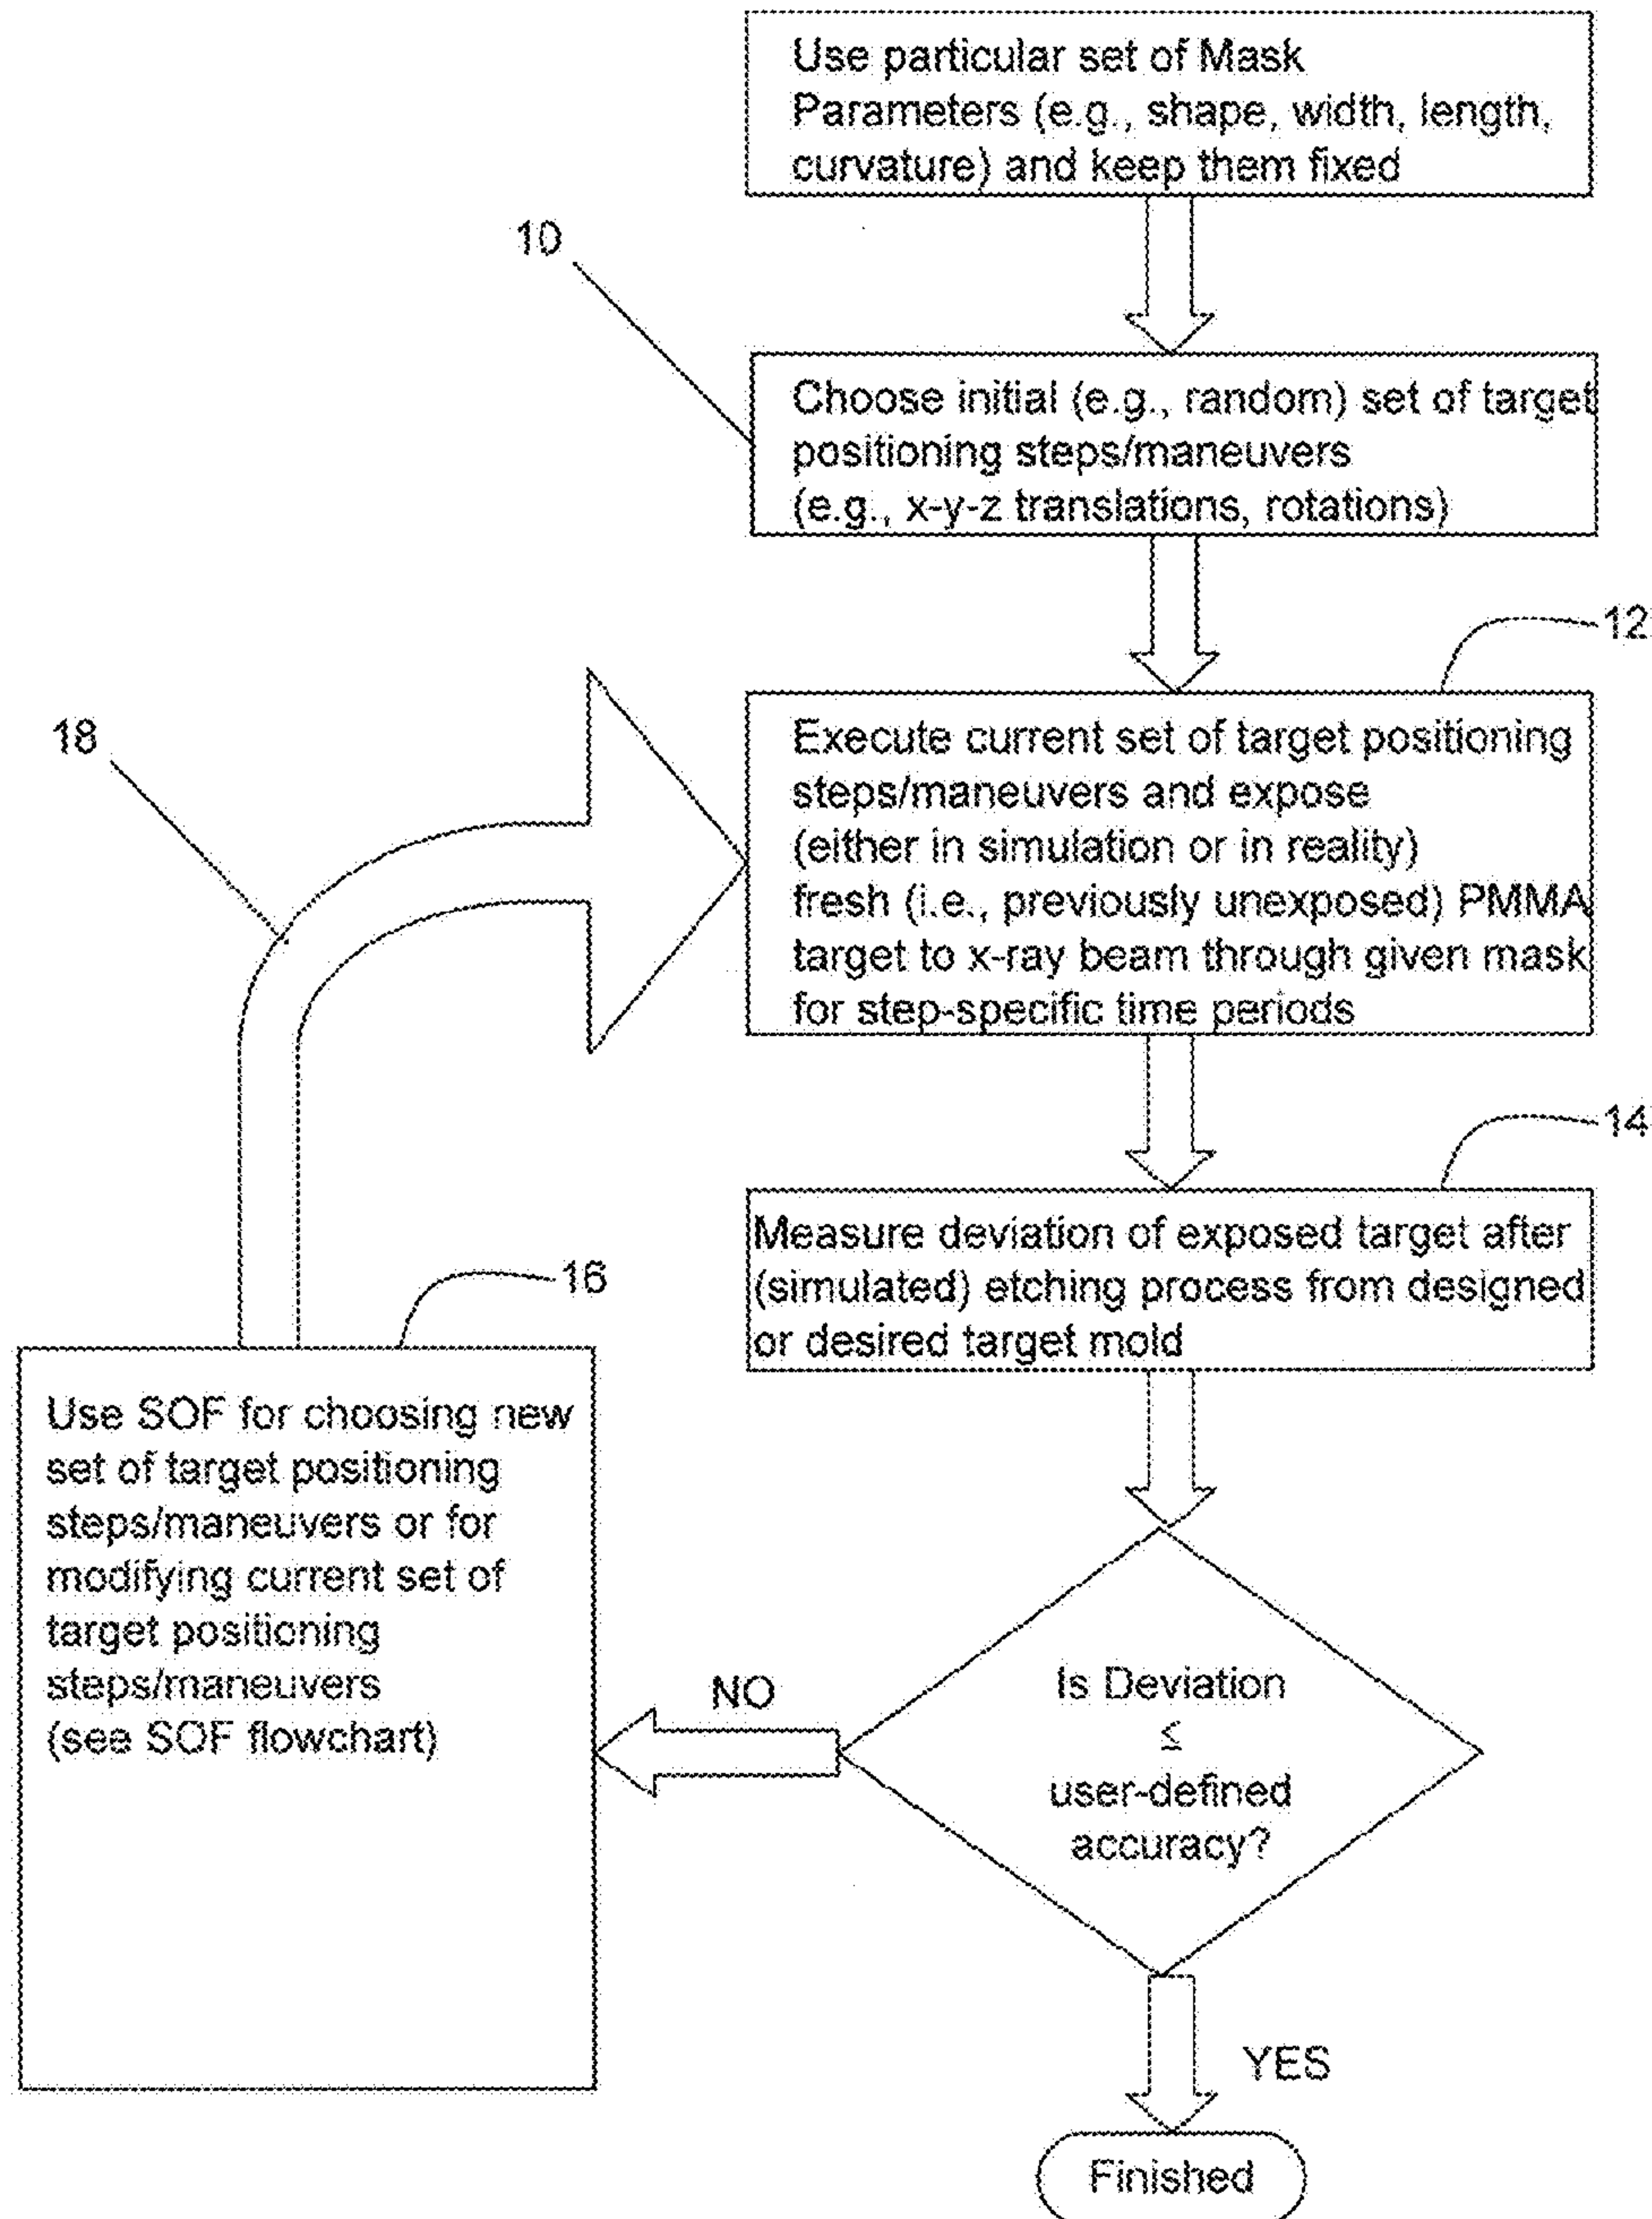 Use particular set of Mask
Parameters (e.g., shape, width, length,
curvature) and keep them fixed
10
Choose initial (e.g., random) set of target
positioning steps/maneuvers
(e.g., x-y-z translations, rotations)
12
Execute current set of target positioning
steps/maneuvers and expose
(either in simulation or in reality)
fresh (i.e., previously unexposed) PMMA
target to x-ray beam through given mask
for step-specific time periods
18
14
Measure deviation of exposed target after
(simulated) etching process from designed
or desired target mold
16
Use SOF for choosing new
set of target positioning
steps/maneuvers or for
modifying current set of
target positioning
steps/maneuvers
(see SOF flowchart)
NO
Is Deviation
≤
user-defined
accuracy?
YES
Finished